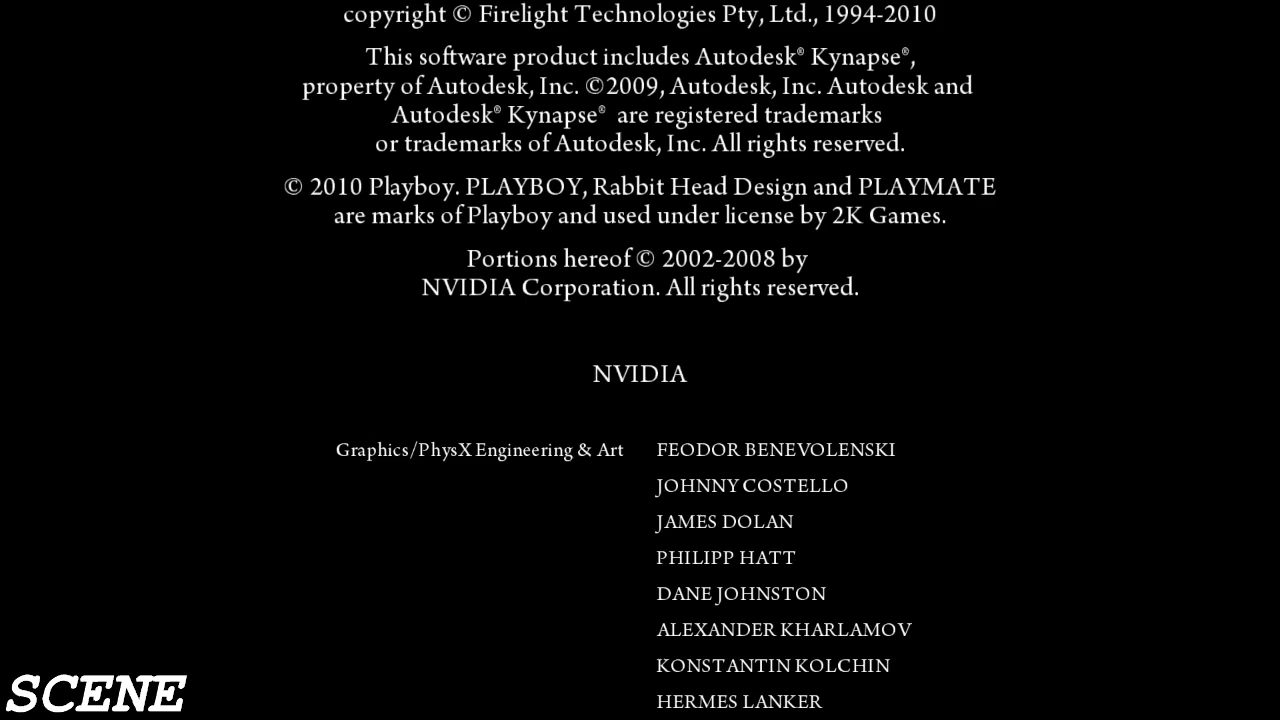 copyright © Firelight Technologies Pty, Ltd., 1994-2010
This software product includes Autodesk® Kynapse®,
property of Autodesk, Inc. ©2009, Autodesk, Inc. Autodesk and
Autodesk® Kynapse® are registered trademarks
or trademarks of Autodesk, Inc. All rights reserved.
© 2010 Playboy. PLAYBOY, Rabbit Head Design and PLAYMATE
are marks of Playboy and used under license by 2K Games.
Portions hereof © 2002-2008 by
NVIDIA Corporation. All rights reserved.
NVIDIA
Graphics/PhysX Engineering & Art FEODOR BENEVOLENSKI
JOHNNY COSTELLO
JAMES DOLAN
PHILIPP HATT
DANE JOHNSTON
ALEXANDER KHARLAMOV
KONSTANTIN KOLCHIN
HERMES LANKER
SCENE